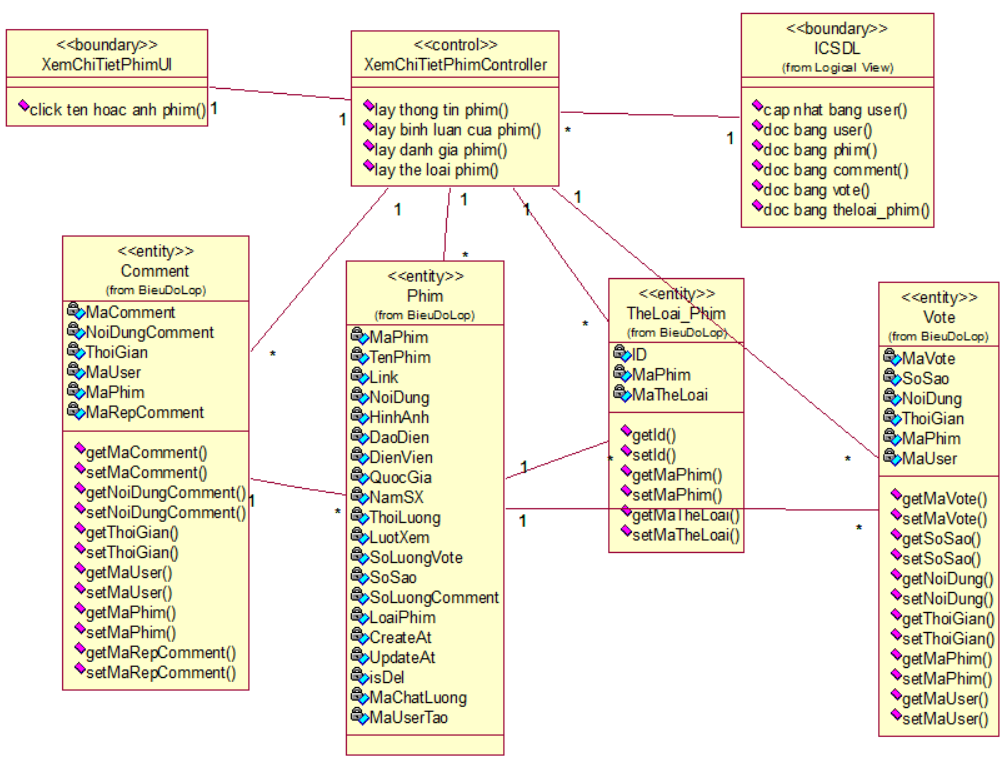 <<boundary>>
XemChiTietPhimUI
click ten hoac anh phim()
1
<<control>>
XemChiTietPhimController
lay thong tin phim()
lay binh luan cua phim()
lay danh gia phim()
lay the loai phim()
1
*
1
1
1
1
<<boundary>>
ICSDL
(from Logical View)
cap nhat bang user()
doc bang user()
doc bang phim()
doc bang comment()
doc bang vote()
doc bang theloai_phim()
1
<<entity>>
Comment
(from BieuDoLop)
MaComment
NoiDungComment
ThoiGian
MaUser
MaPhim
MaRepComment
getMaComment()
setMaComment()
getNoiDungComment()
setNoiDungComment()
getThoiGian()
setThoiGian()
getMaUser()
setMaUser()
getMaPhim()
setMaPhim()
getMaRepComment()
setMaRepComment()
*
1
*
*
<<entity>>
Phim
(from BieuDoLop)
MaPhim
TenPhim
Link
NoiDung
HinhAnh
DaoDien
DienVien
QuocGia
NamSX
ThoiLuong
LuotXem
SoLuongVote
SoSao
SoLuongComment
LoaiPhim
CreateAt
UpdateAt
isDel
MaChatLuong
MaUserTao
1
1
*
<<entity>>
TheLoai_Phim
(from BieuDoLop)
ID
MaPhim
MaTheLoai
getId()
setId()
getMaPhim()
setMaPhim()
getMaTheLoai()
setMaTheLoai()
*
*
*
<<entity>>
Vote
(from BieuDoLop)
MaVote
SoSao
NoiDung
ThoiGian
MaPhim
MaUser
getMaVote()
setMaVote()
getSoSao()
setSoSao()
getNoiDung()
setNoiDung()
getThoiGian()
setThoiGian()
getMaPhim()
setMaPhim()
getMaUser()
setMaUser()